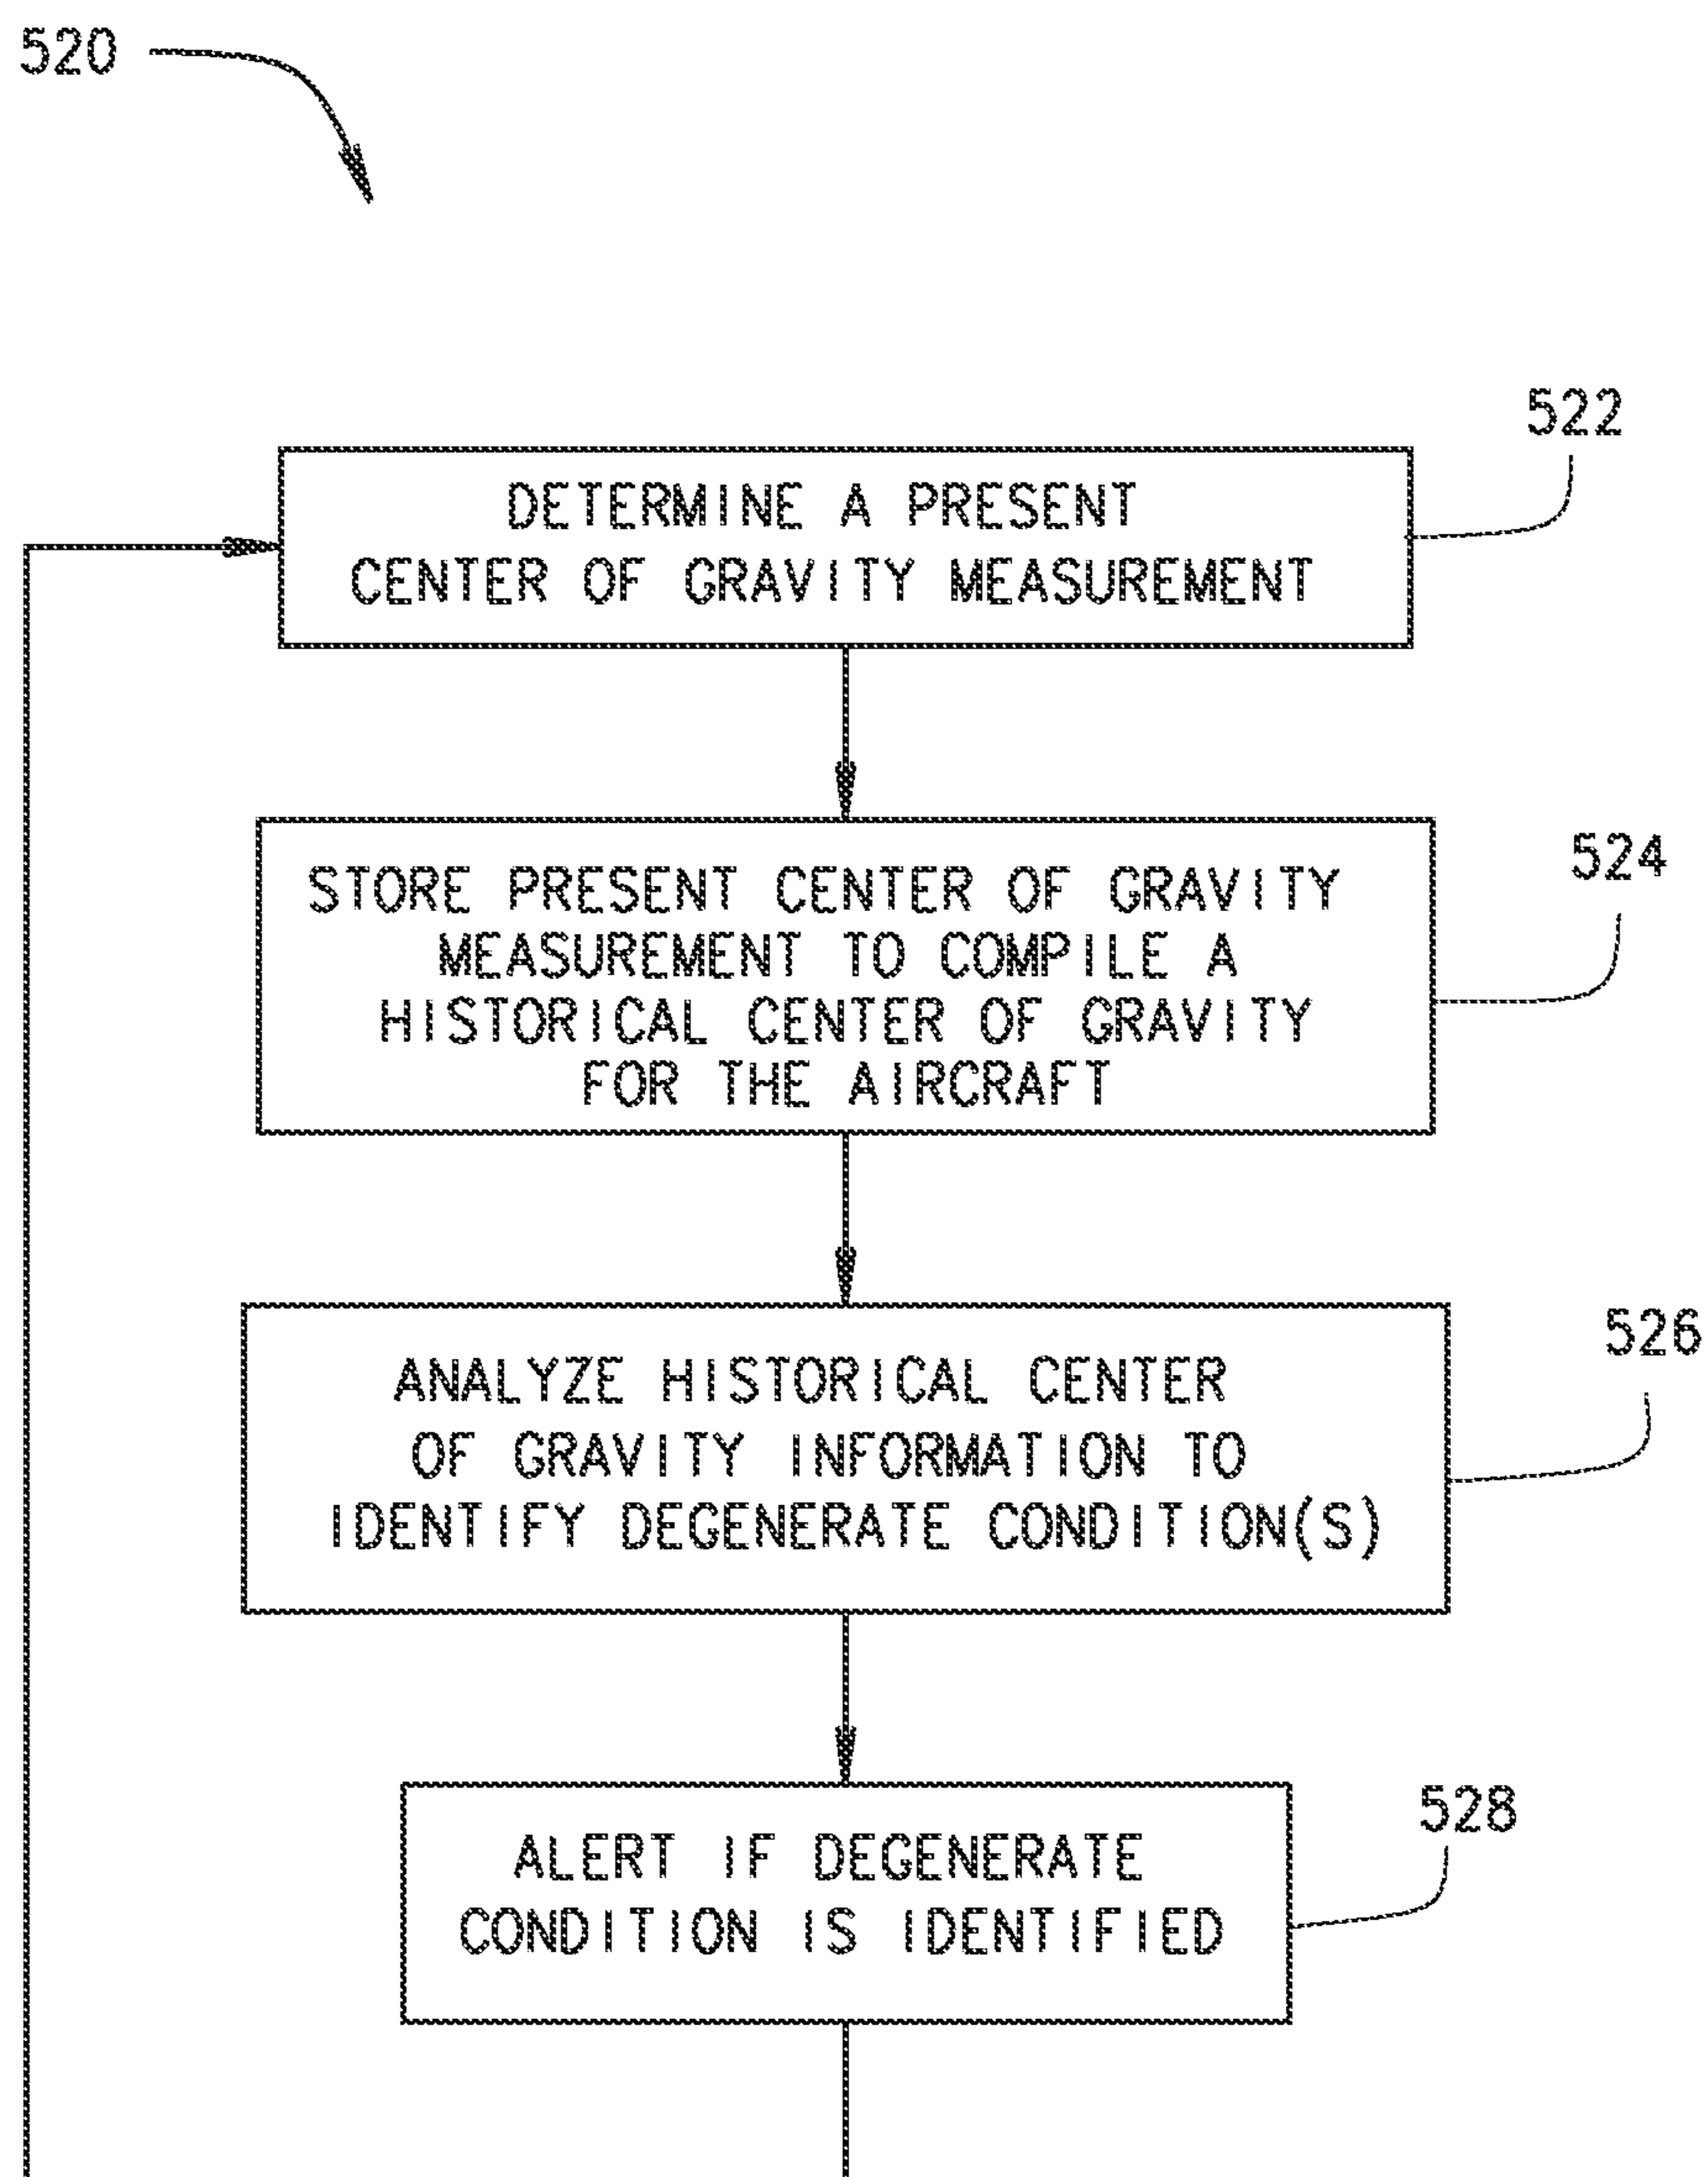 520
522
DETERMINE A PRESENT
CENTER OF GRAVITY MEASUREMENT
524
STORE PRESENT CENTER OF GRAVITY
MEASUREMENT TO COMPILE A
HISTORICAL CENTER OF GRAVITY
FOR THE AIRCRAFT
526
ANALYZE HISTORICAL CENTER
OF GRAVITY INFORMATION TO
IDENTIFY DEGENERATE CONDITION(S)
528
ALERT IF DEGENERATE
CONDITION IS IDENTIFIED